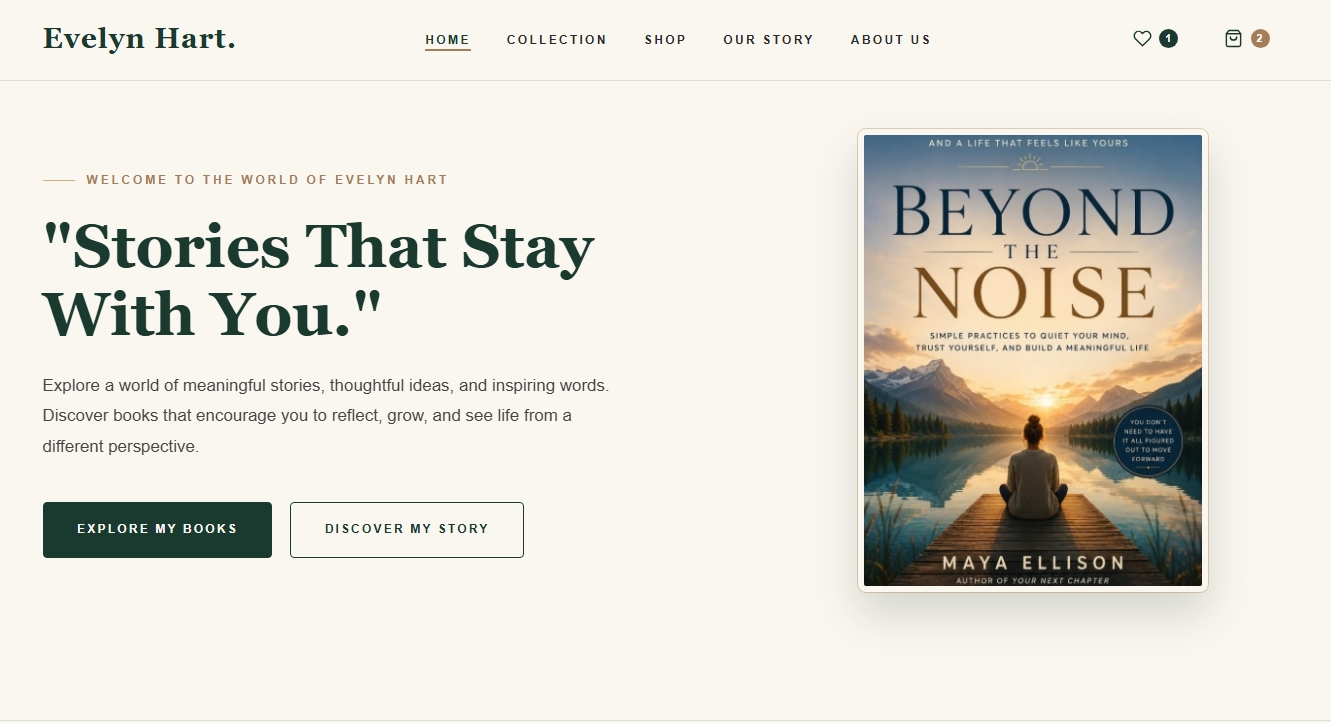 Evelyn Hart.
HOME
COLLECTION
SHOP
OUR STORY
ABOUT US
1
2
WELCOME TO THE WORLD OF EVELYN HART
"Stories That Stay
With You."
Explore a world of meaningful stories, thoughtful ideas, and inspiring words.
Discover books that encourage you to reflect, grow, and see life from a
different perspective.
EXPLORE MY BOOKS
DISCOVER MY STORY
AND A LIFE THAT FEELS LIKE YOURS
BEYOND
THE
NOISE
SIMPLE PRACTICES TO QUIET YOUR MIND,
TRUST YOURSELF, AND BUILD A MEANINGFUL LIFE
YOU DON'T
NEED TO HAVE
IT ALL FIGURED
OUT TO MOVE
FORWARD
MAYA ELLISON
AUTHOR OF YOUR NEXT CHAPTER